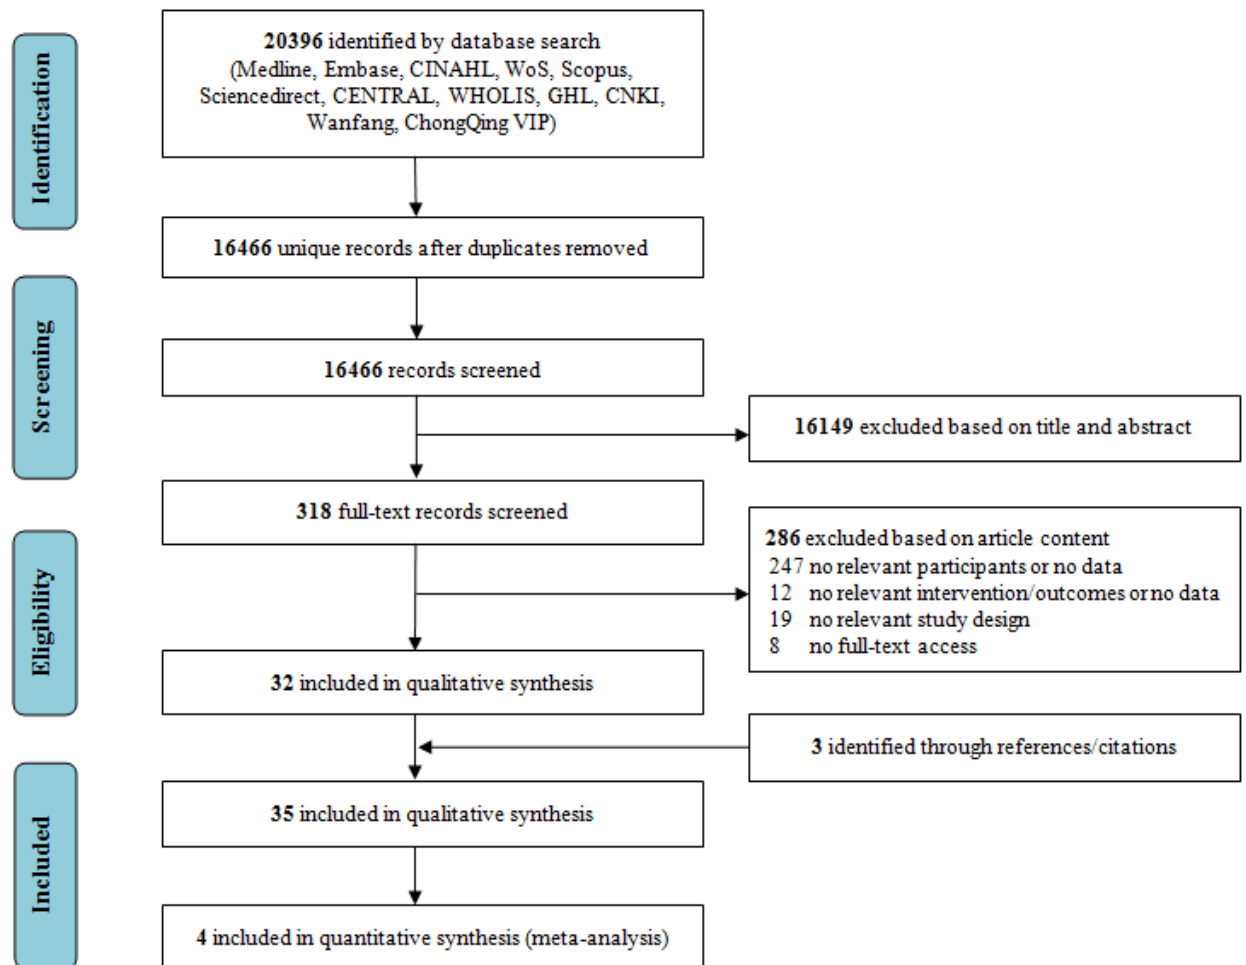 Identification
20396 identified by database search
(Medline, Embase, CINAHL, WoS, Scopus,
Sciencedirect, CENTRAL, WHOLIS, GHL, CNKI,
Wanfang, ChongQing VIP)
16466 unique records after duplicates removed
Screening
16466 records screened
16149 excluded based on title and abstract
318 full-text records screened
Eligibility
286 excluded based on article content
247 no relevant participants or no data
12 no relevant intervention/outcomes or no data
19 no relevant study design
8 no full-text access
32 included in qualitative synthesis
3 identified through references/citations
Included
35 included in qualitative synthesis
4 included in quantitative synthesis (meta-analysis)